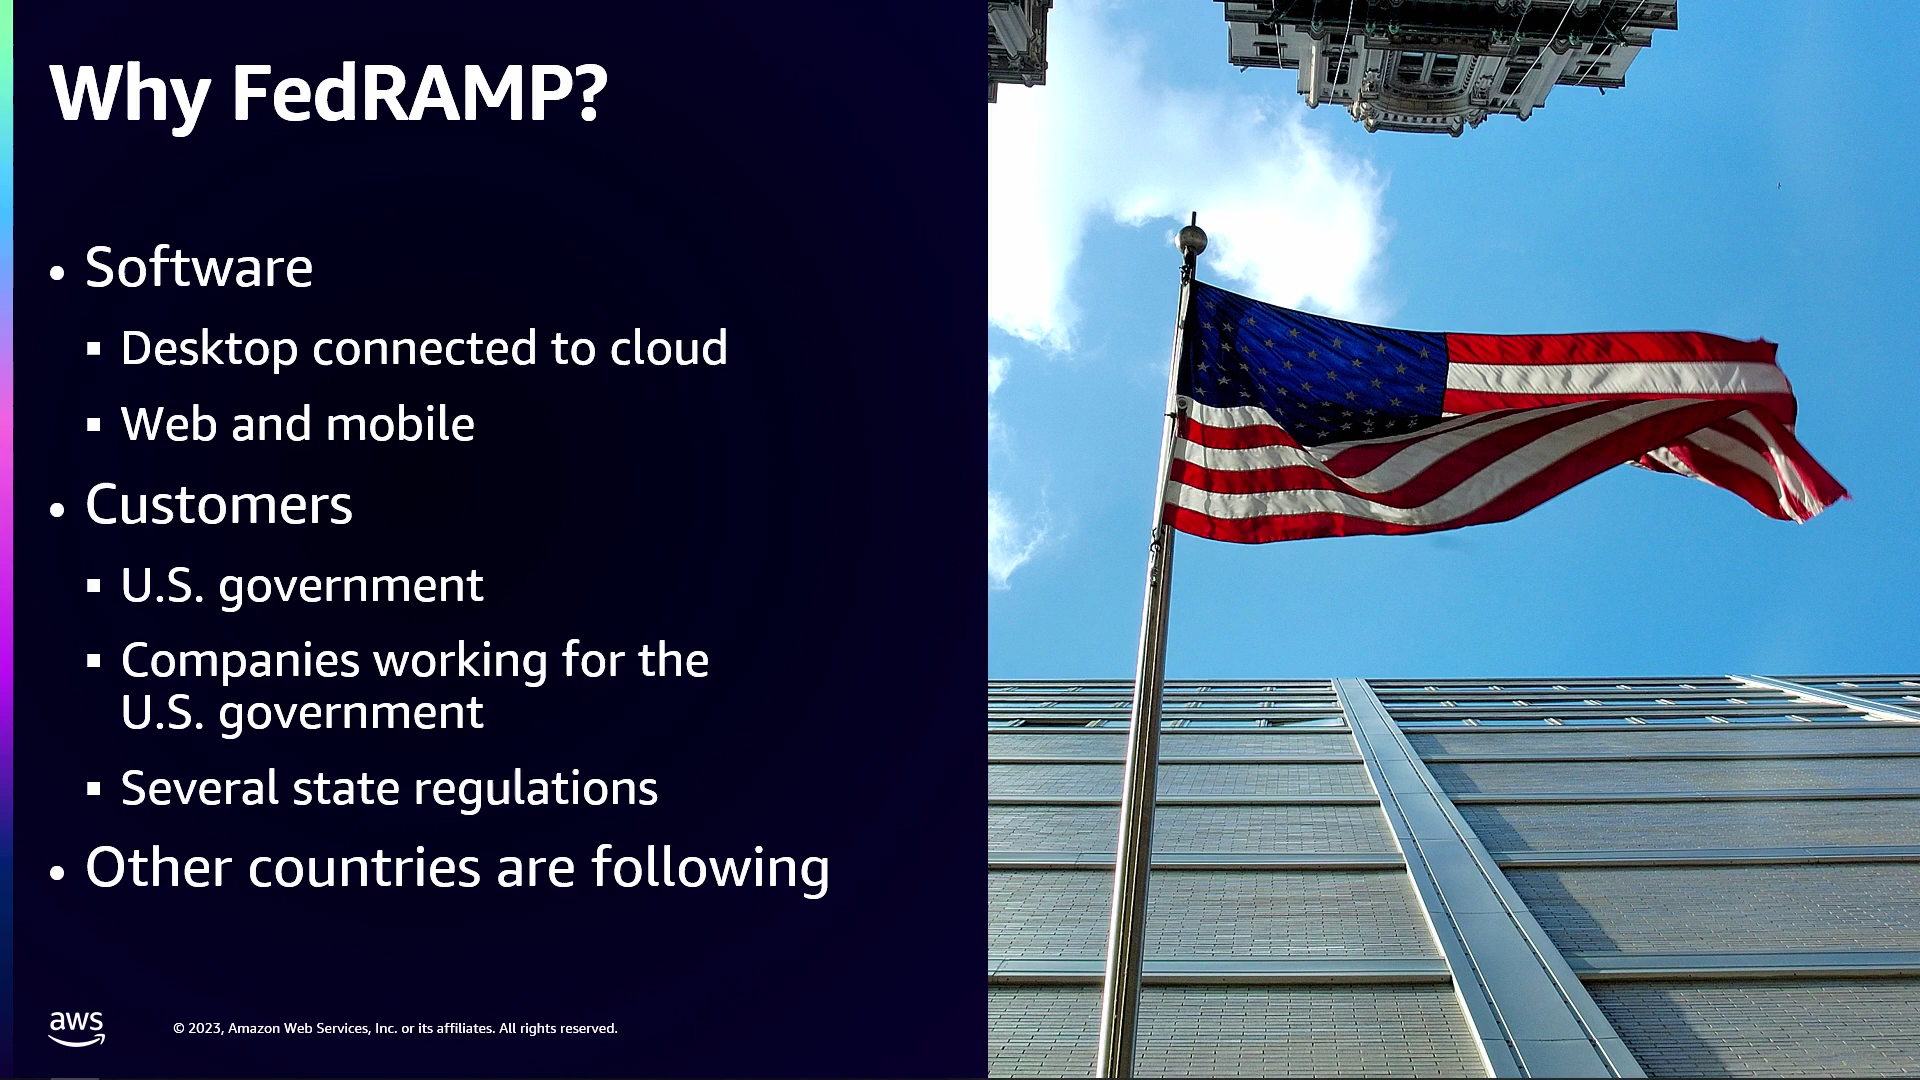 Why FedRAMP?
• Software
▪ Desktop connected to cloud
▪ Web and mobile
• Customers
▪ U.S. government
▪ Companies working for the
U.S. government
▪ Several state regulations
• Other countries are following
aws
© 2023, Amazon Web Services, Inc. or its affiliates. All rights reserved.